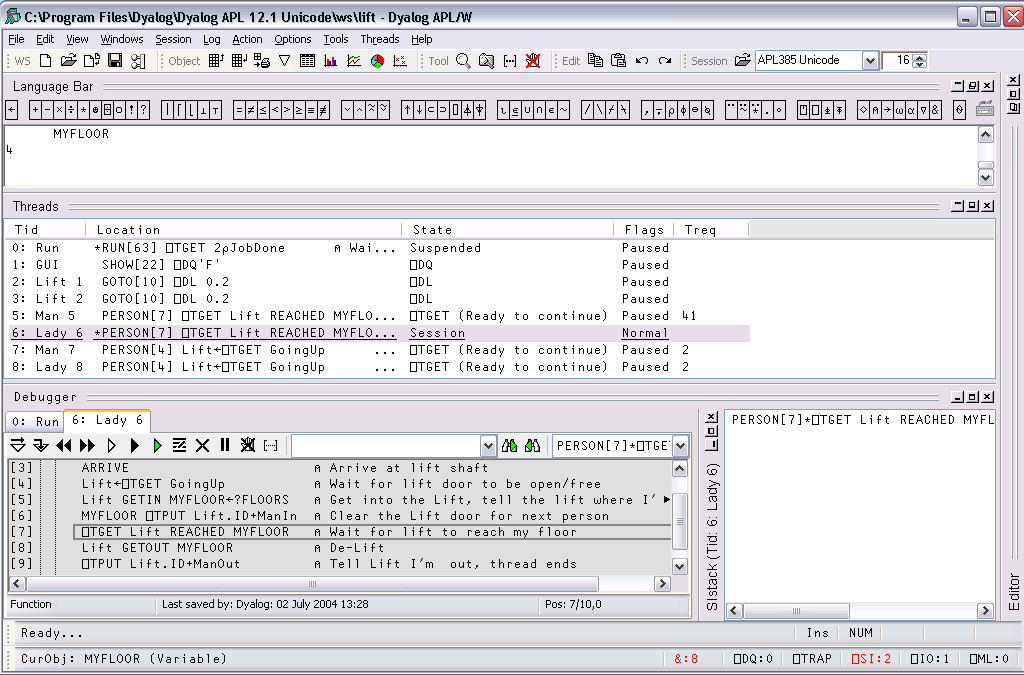 C:\Program Files\Dyalog\Dyalog APL 12.1 Unicode\ws\lift - Dyalog APL/W
File Edit View Windows Session Log Action Options Tools Threads Help
WS Object Tool Edit Session APL385 Unicode 16
Language Bar
← + - × ÷ * ⍟ ⌹ ○ ! ? | ⌈ ⌊ ⊥ ⊤ = ≠ ≤ < > ≥ ≡ ≢ ∨ ∧ ⍲ ⍱ ↑ ↓ ⊂ ⊃ ⌷ ⍋ ⍒ ⍳ ∊ ∪ ∩ ~ / \ ⌿ ⍀ , ⍪ ⍴ ⌽ ⊖ ⍉ ¨ ⍨ ⍣ . ∘ ⍞ ⎕ ⍎ ⍕ ⋄ ⍝ → ⍵ ⍺ ∇ &
MYFLOOR
4
Threads
Tid Location State Flags Treq
0: Run *RUN[63] ⎕TGET 2⍴JobDone ⍝ Wai... Suspended Paused
1: GUI SHOW[22] ⎕DQ'F' ⎕DQ Paused
2: Lift 1 GOTO[10] ⎕DL 0.2 ⎕DL Paused
3: Lift 2 GOTO[10] ⎕DL 0.2 ⎕DL Paused
5: Man 5 PERSON[7] ⎕TGET Lift REACHED MYFLO... ⎕TGET (Ready to continue) Paused 41
6: Lady 6 *PERSON[7] ⎕TGET Lift REACHED MYFLO... Session Normal
7: Man 7 PERSON[4] Lift←⎕TGET GoingUp ... ⎕TGET (Ready to continue) Paused 2
8: Lady 8 PERSON[4] Lift←⎕TGET GoingUp ... ⎕TGET (Ready to continue) Paused 2
Debugger
0: Run 6: Lady 6
PERSON[7]*⎕TGE
[3] ARRIVE ⍝ Arrive at lift shaft
[4] Lift←⎕TGET GoingUp ⍝ Wait for lift door to be open/free
[5] Lift GETIN MYFLOOR←?FLOORS ⍝ Get into the Lift, tell the lift where I'
[6] MYFLOOR ⎕TPUT Lift.ID+ManIn ⍝ Clear the Lift door for next person
[7] ⎕TGET Lift REACHED MYFLOOR ⍝ Wait for lift to reach my floor
[8] Lift GETOUT MYFLOOR ⍝ De-Lift
[9] ⎕TPUT Lift.ID+ManOut ⍝ Tell Lift I'm out, thread ends
Function Last saved by: Dyalog: 02 July 2004 13:28 Pos: 7/10,0
SIstack (Tid: 6: Lady 6)
PERSON[7]*⎕TGET Lift REACHED MYFL
Editor
Ready... Ins NUM
CurObj: MYFLOOR (Variable) &:8 ⎕DQ:0 ⎕TRAP ⎕SI:2 ⎕IO:1 ⎕ML:0